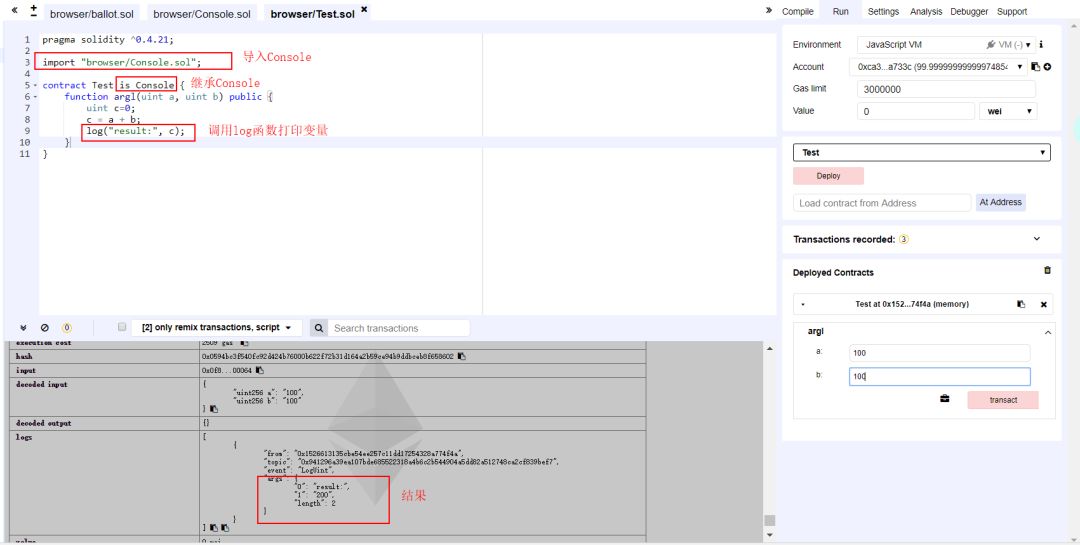 browser/ballot.sol
browser/Console.sol
browser/Test.sol
Compile
Run
Settings
Analysis
Debugger
Support
1 pragma solidity ^0.4.21;
2
3 import "browser/Console.sol";
导入Console
4
5 contract Test is Console {
继承Console
6 function argl(uint a, uint b) public {
7 uint c=0;
8 c = a + b;
9 log("result:", c);
调用log函数打印变量
10 }
11 }
Environment
JavaScript VM
VM (-)
Account
0xca3...a733c (99.9999999999974854
Gas limit
3000000
Value
0
wei
Test
Deploy
Load contract from Address
At Address
Transactions recorded: 3
Deployed Contracts
Test at 0x152...74f4a (memory)
argl
a: 100
b: 100
transact
0
[2] only remix transactions, script
Search transactions
execution cost
2609 gas
hash
input
0x0f8...00064
decoded input
{
"uint256 a": "100",
"uint256 b": "100"
}
decoded output
{}
logs
[
{
"from":
"topic":
"event": "LogUint",
"args": {
"0": "result:",
"1": "200",
"length": 2
}
结果
}
]
value
0 wei